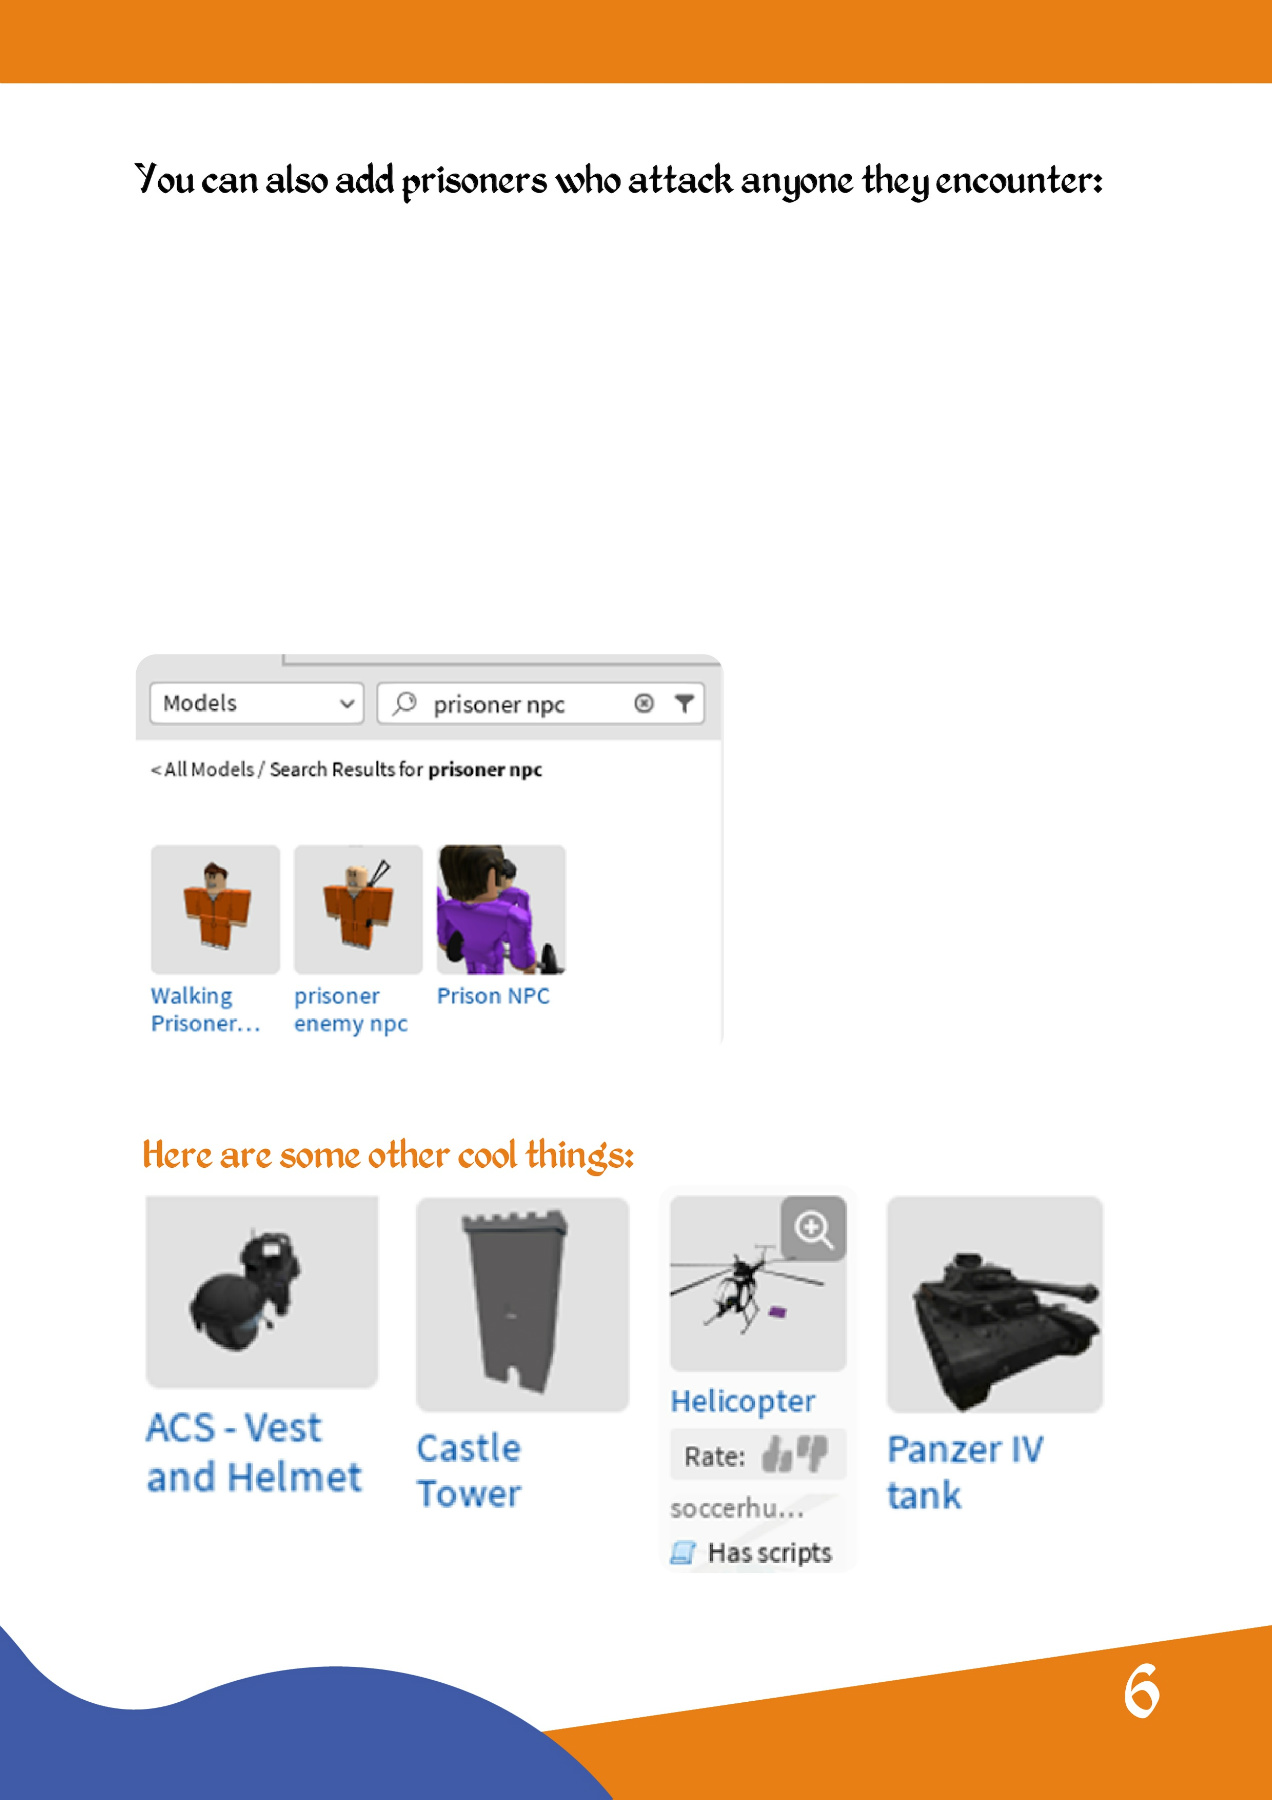 You can also add prisoners who attack anyone they encounter:
Models
prisoner npc
< All Models / Search Results for prisoner npc
Walking
Prisoner...
prisoner
enemy npc
Prison NPC
Here are some other cool things:
ACS - Vest
and Helmet
Castle
Tower
Helicopter
Rate:
soccerhu...
Has scripts
Panzer IV
tank
6